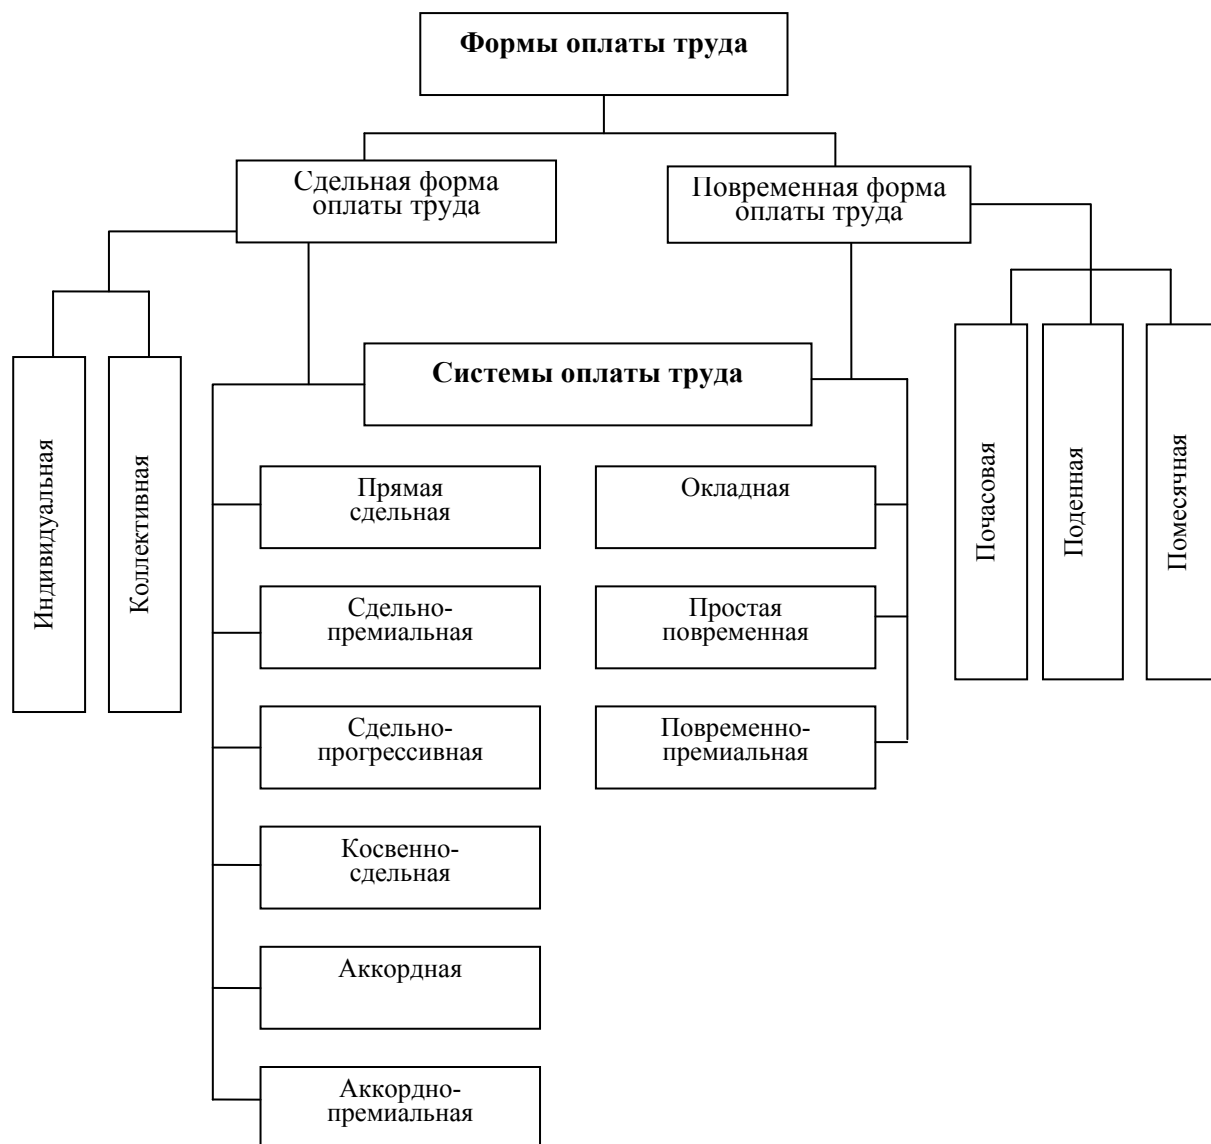 Формы оплаты труда
Сдельная форма
оплаты труда
Повременная форма
оплаты труда
Индивидуальная
Коллективная
Системы оплаты труда
Прямая
сдельная
Сдельно-
премиальная
Сдельно-
прогрессивная
Косвенно-
сдельная
Аккордная
Аккордно-
премиальная
Окладная
Простая
повременная
Повременно-
премиальная
Почасовая
Поденная
Помесячная